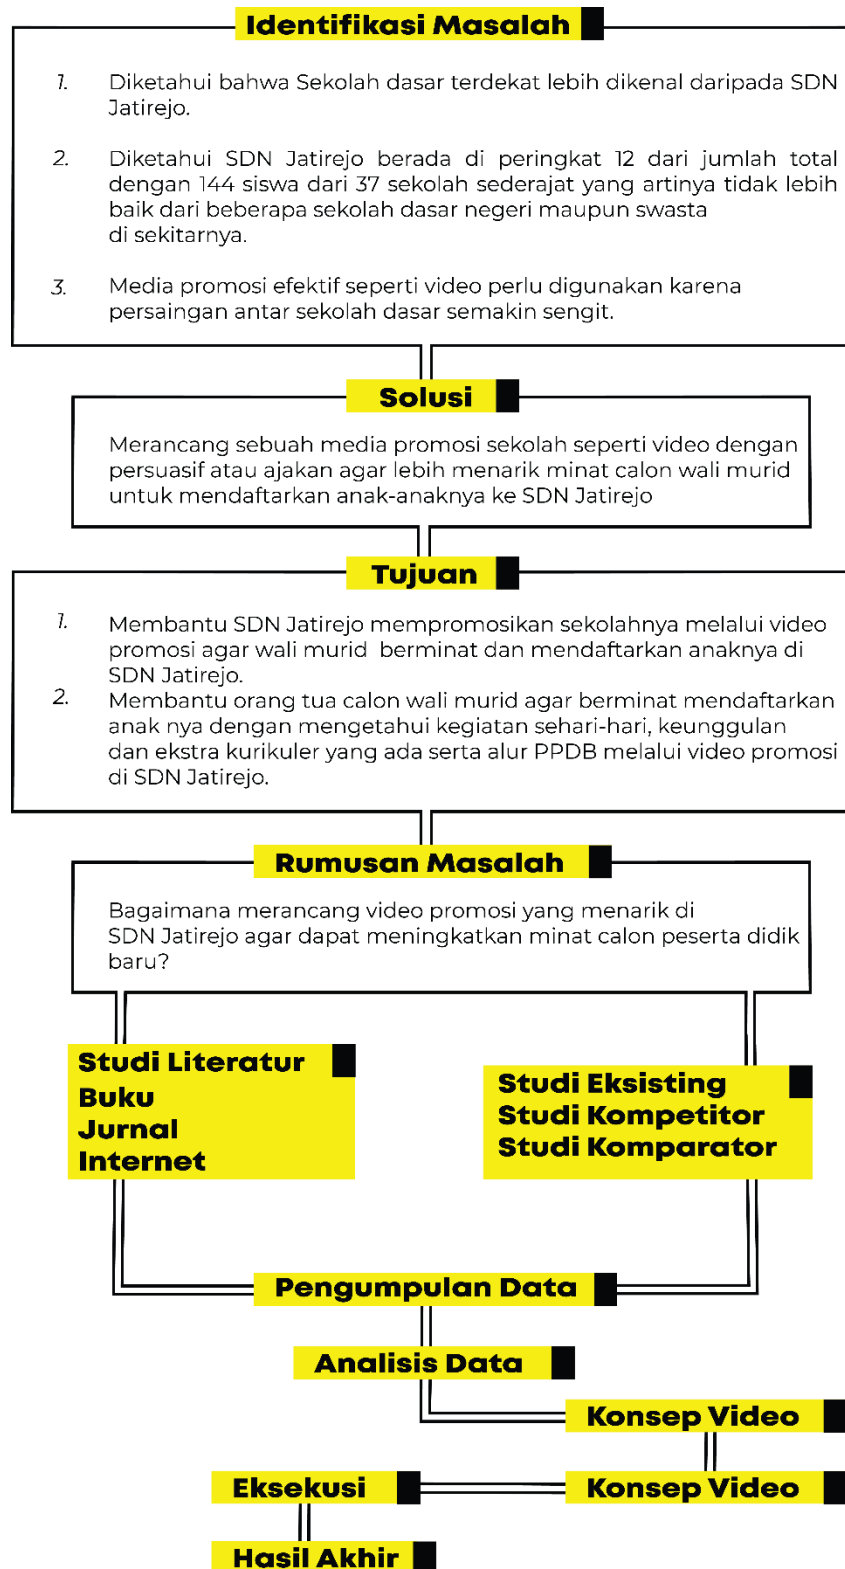 Identifikasi Masalah
1. Diketahui bahwa Sekolah dasar terdekat lebih dikenal daripada SDN
Jatirejo.
2. Diketahui SDN Jatirejo berada di peringkat 12 dari jumlah total
dengan 144 siswa dari 37 sekolah sederajat yang artinya tidak lebih
baik dari beberapa sekolah dasar negeri maupun swasta
di sekitarnya.
3. Media promosi efektif seperti video perlu digunakan karena
persaingan antar sekolah dasar semakin sengit.
Solusi
Merancang sebuah media promosi sekolah seperti video dengan
persuasif atau ajakan agar lebih menarik minat calon wali murid
untuk mendaftarkan anak-anaknya ke SDN Jatirejo
Tujuan
1. Membantu SDN Jatirejo mempromosikan sekolahnya melalui video
promosi agar wali murid berminat dan mendaftarkan anaknya di
SDN Jatirejo.
2. Membantu orang tua calon wali murid agar berminat mendaftarkan
anak nya dengan mengetahui kegiatan sehari-hari, keunggulan
dan ekstra kurikuler yang ada serta alur PPDB melalui video promosi
di SDN Jatirejo.
Rumusan Masalah
Bagaimana merancang video promosi yang menarik di
SDN Jatirejo agar dapat meningkatkan minat calon peserta didik
baru?
Studi Literatur
Buku
Jurnal
Internet
Studi Eksisting
Studi Kompetitor
Studi Komparator
Pengumpulan Data
Analisis Data
Konsep Video
Eksekusi
Konsep Video
Hasil Akhir